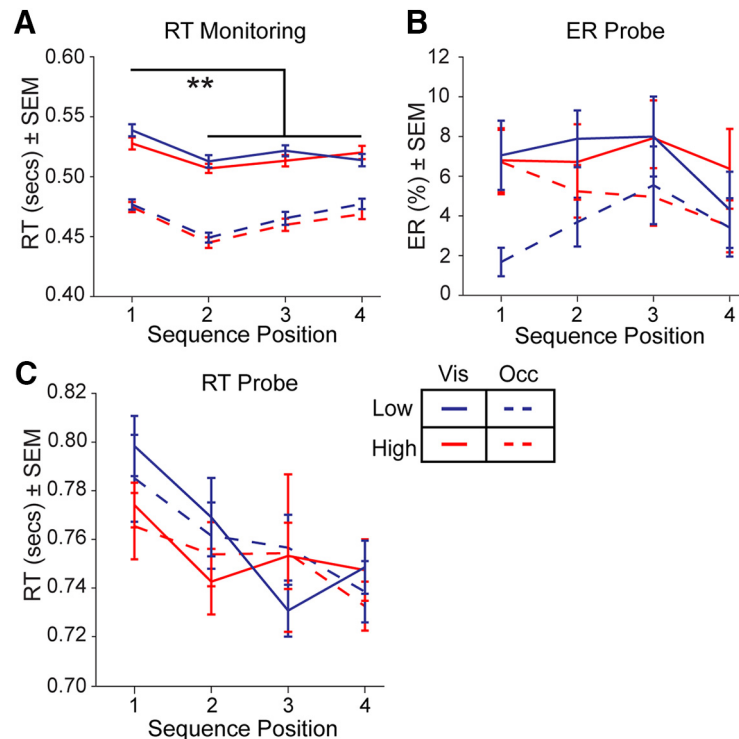 A
RT Monitoring
RT (secs) ± SEM
0.60
0.55
0.50
0.45
0.40
**
1 2 3 4
Sequence Position
B
ER Probe
ER (%) ± SEM
12
10
8
6
4
2
0
1 2 3 4
Sequence Position
C
RT Probe
RT (secs) ± SEM
0.82
0.80
0.78
0.76
0.74
0.72
0.70
1 2 3 4
Sequence Position
Vis Occ
Low
High